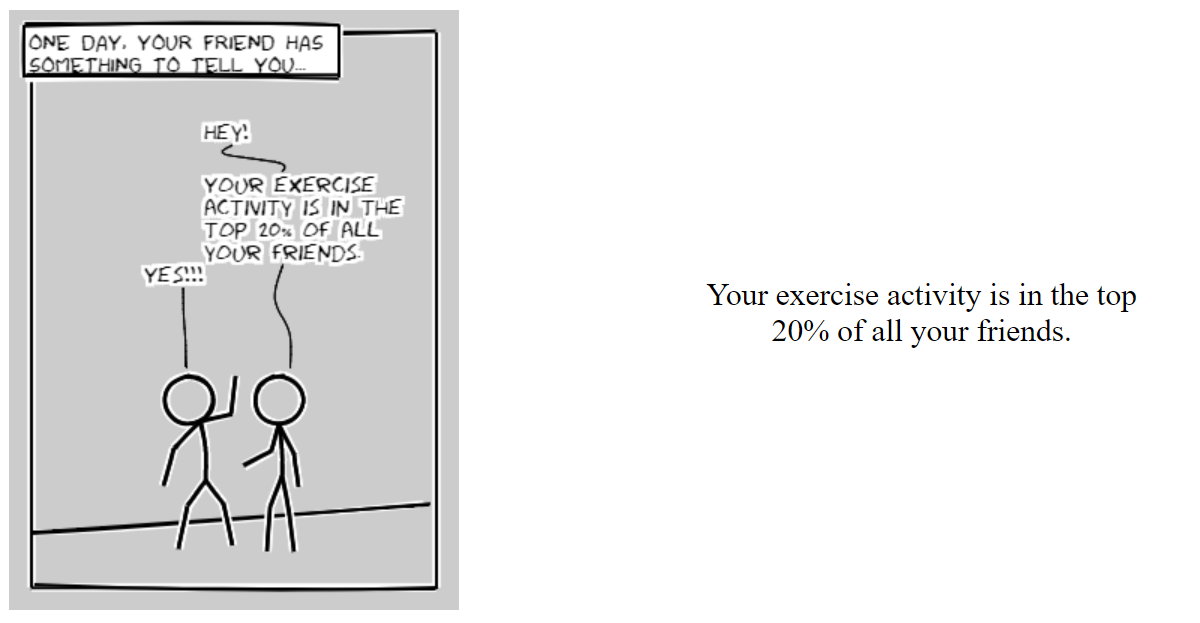 ONE DAY, YOUR FRIEND HAS
SOMETHING TO TELL YOU...
HEY!
YOUR EXERCISE
ACTIVITY IS IN THE
TOP 20% OF ALL
YOUR FRIENDS.
YES!!!
Your exercise activity is in the top
20% of all your friends.